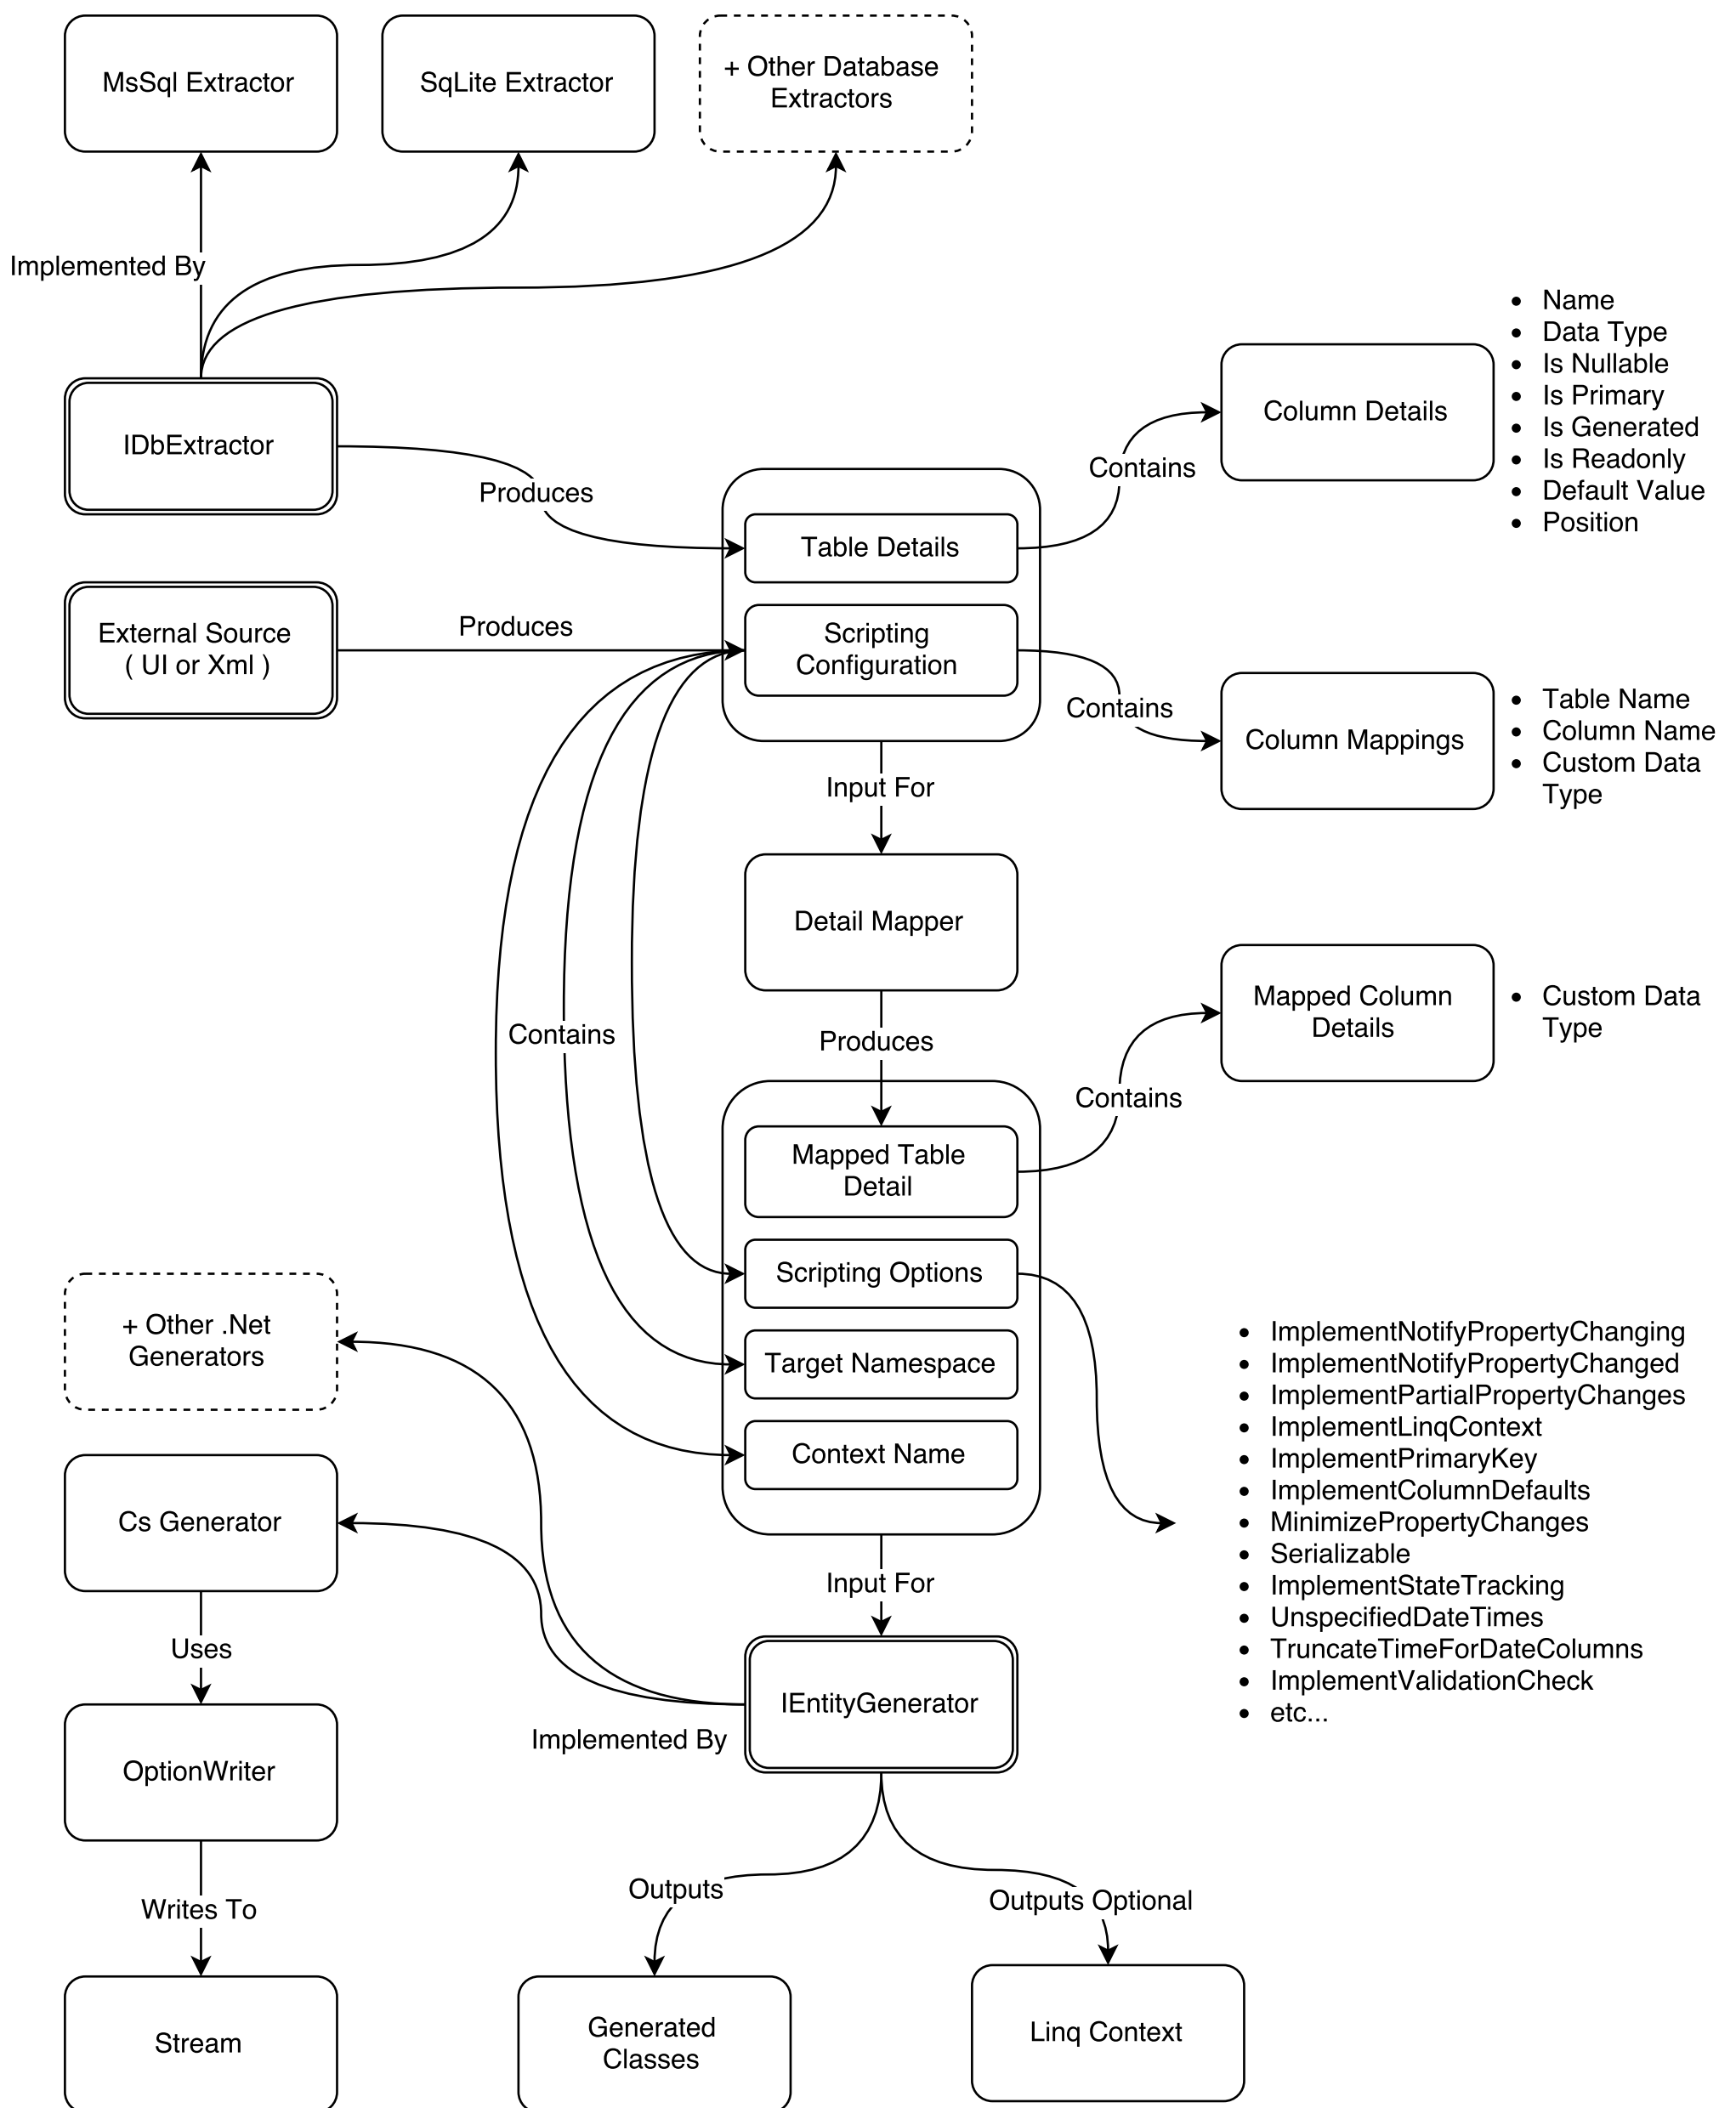 MsSql Extractor
SqLite Extractor
+ Other Database
Extractors
Implemented By
IDbExtractor
Produces
Table Details
Contains
Column Details
• Name
• Data Type
• Is Nullable
• Is Primary
• Is Generated
• Is Readonly
• Default Value
• Position
External Source
( UI or Xml )
Produces
Scripting
Configuration
Contains
Column Mappings
• Table Name
• Column Name
• Custom Data
Type
Input For
Detail Mapper
Contains
Produces
Mapped Column
Details
• Custom Data
Type
Contains
Mapped Table
Detail
Scripting Options
Target Namespace
Context Name
• ImplementNotifyPropertyChanging
• ImplementNotifyPropertyChanged
• ImplementPartialPropertyChanges
• ImplementLinqContext
• ImplementPrimaryKey
• ImplementColumnDefaults
• MinimizePropertyChanges
• Serializable
• ImplementStateTracking
• UnspecifiedDateTimes
• TruncateTimeForDateColumns
• ImplementValidationCheck
• etc...
+ Other .Net
Generators
Cs Generator
Input For
Uses
IEntityGenerator
Implemented By
OptionWriter
Writes To
Outputs
Outputs Optional
Stream
Generated
Classes
Linq Context